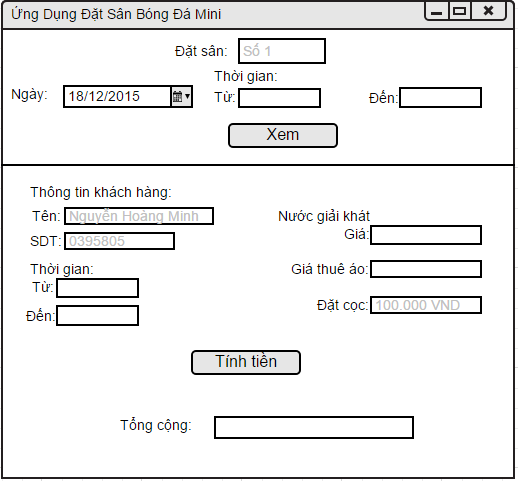 Ứng Dụng Đặt Sân Bóng Đá Mini
Đặt sân: Số 1
Thời gian:
Ngày: 18/12/2015 Từ: Đến:
Xem
Thông tin khách hàng:
Tên: Nguyễn Hoàng Minh Nước giải khát
SDT: 0395805 Giá:
Thời gian: Giá thuê áo:
Từ:
Đến: Đặt cọc: 100.000 VND
Tính tiền
Tổng cộng: